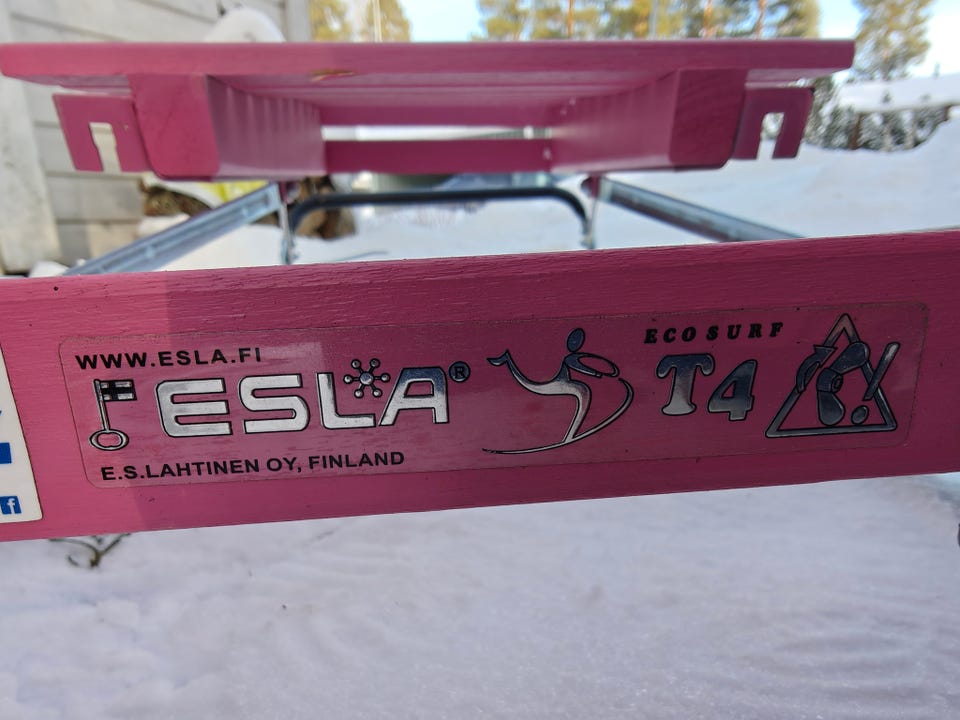 WWW.ESLA.FI
ESLA®
E.S.LAHTINEN OY, FINLAND
ECO SURF
T4
f